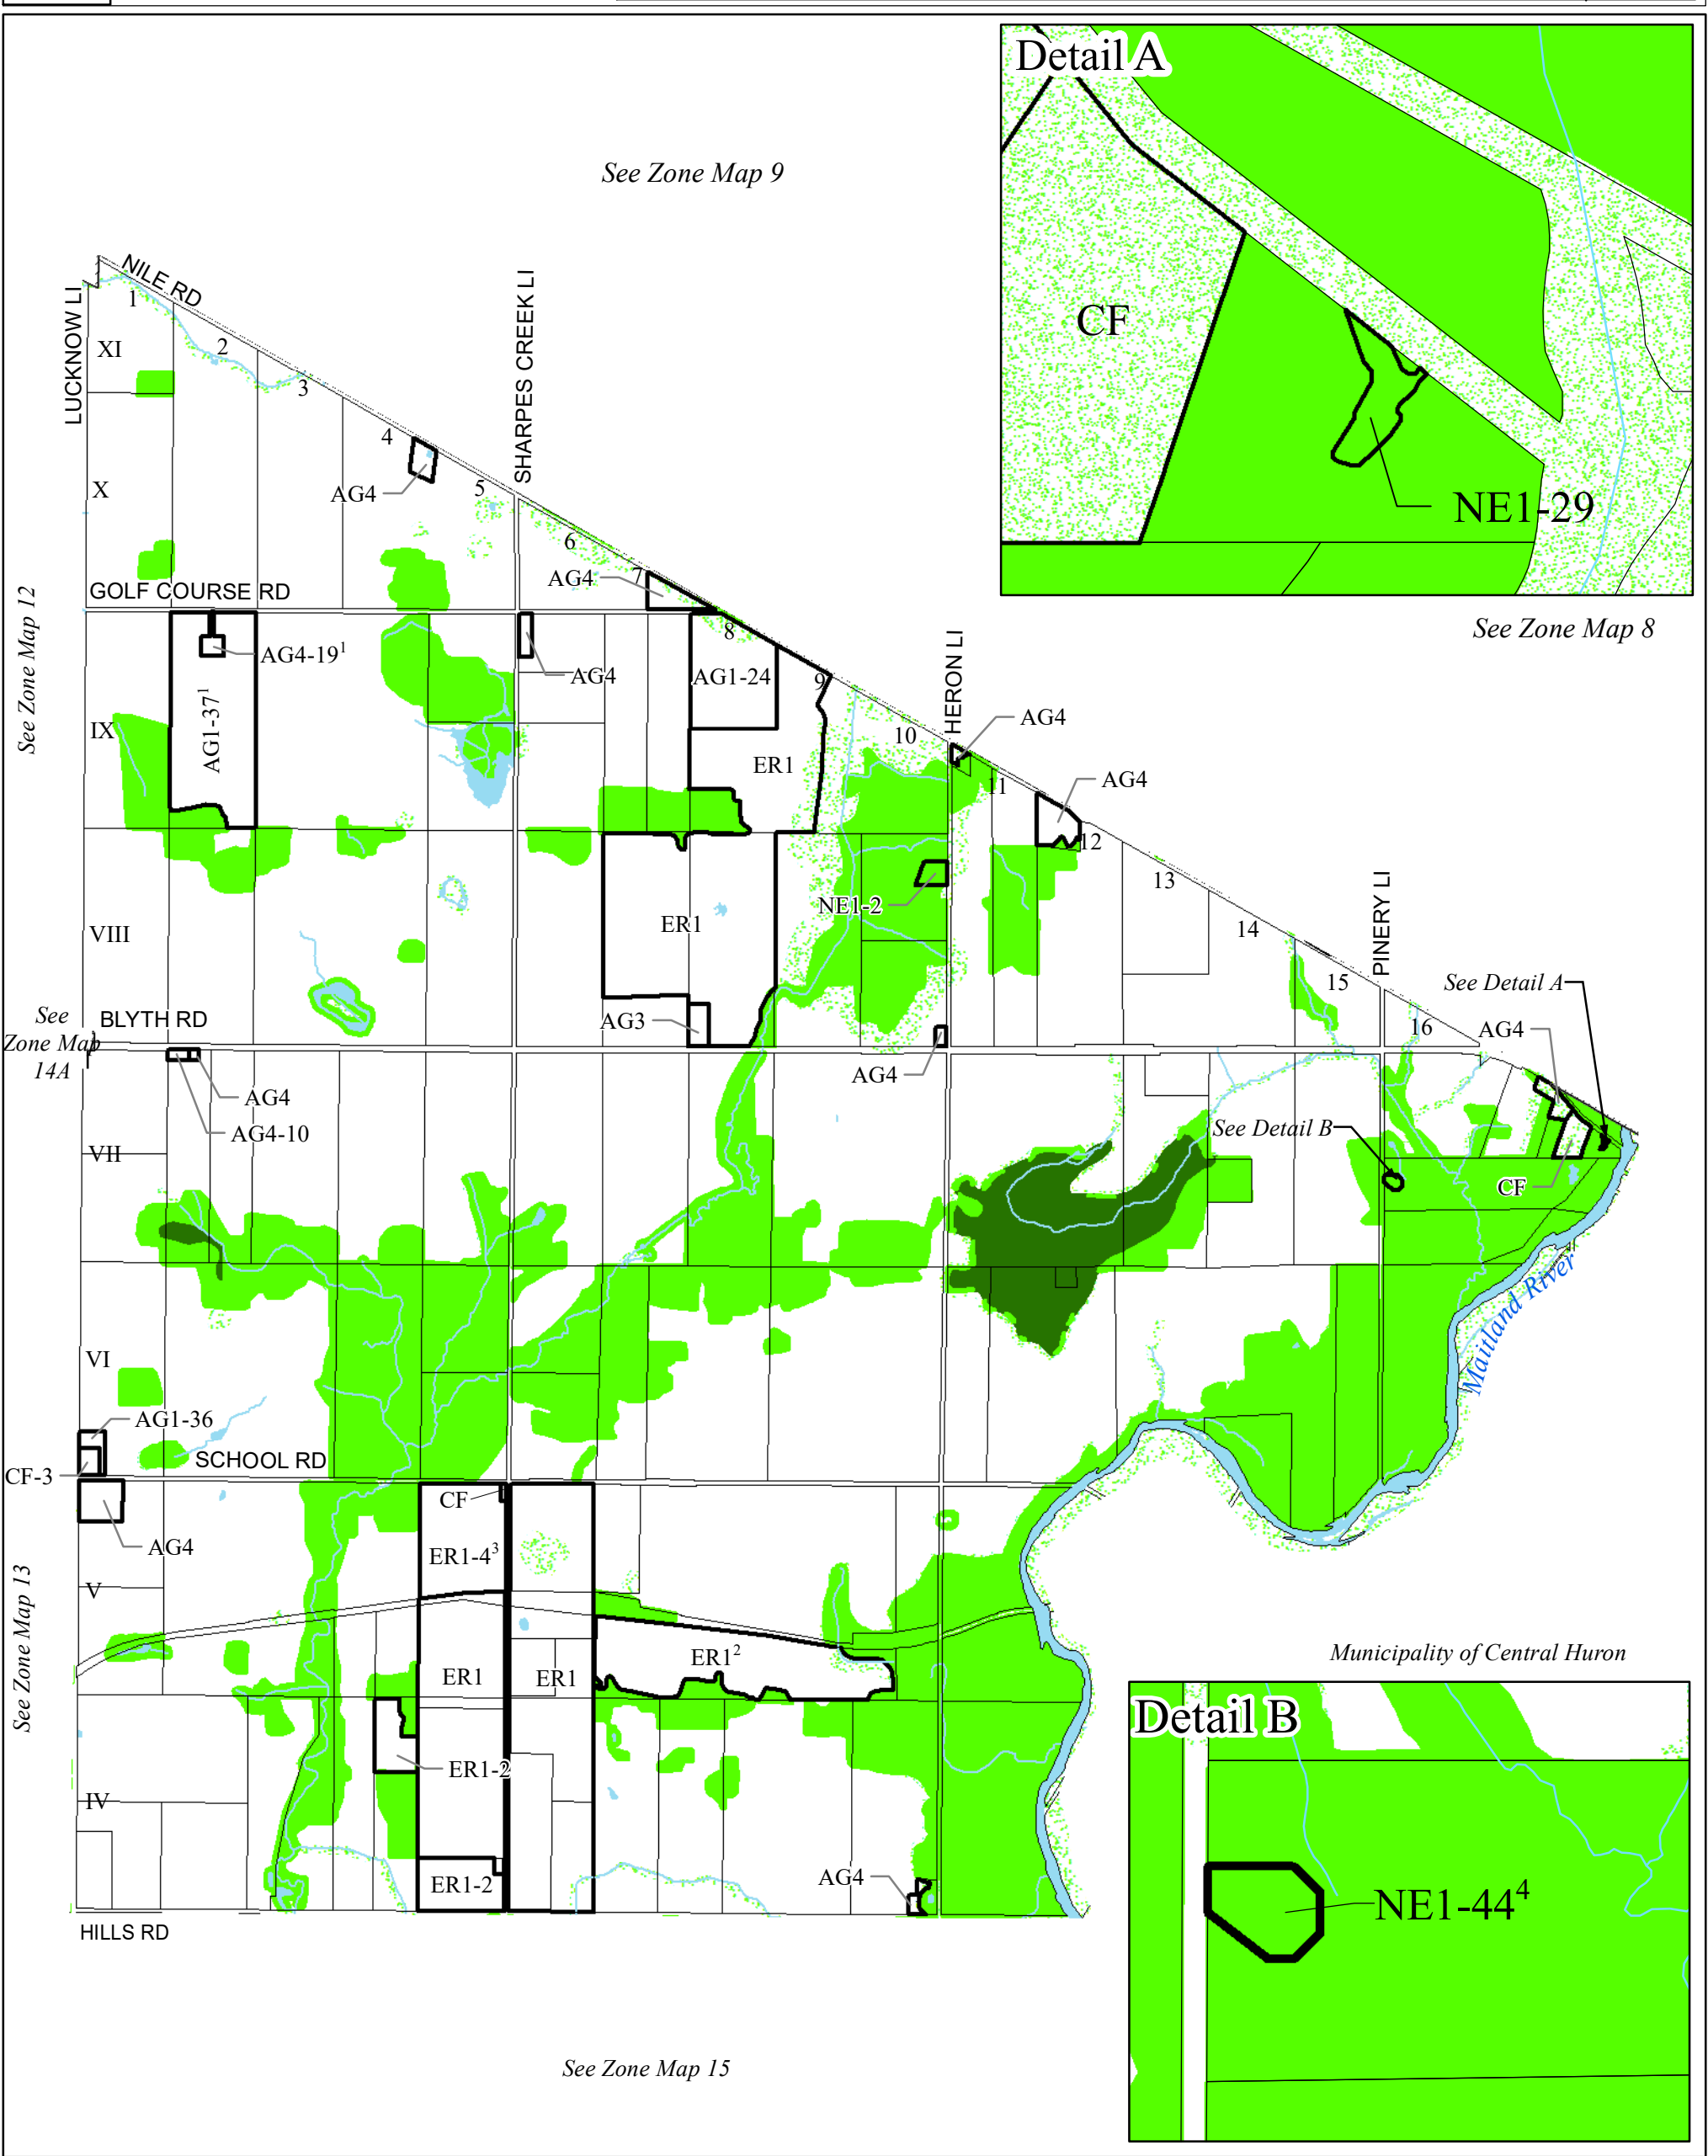 Detail A
See Zone Map 9
NILE RD
LUCKNOW LI
SHARPES CREEK LI
1
XI
2
3
CF
4
X
AG4
5
NE1-29
6
7
AG4
GOLF COURSE RD
See Zone Map 12
See Zone Map 8
8
HERON LI
AG4-19¹
AG4
AG1-24
9
AG1-37¹
IX
AG4
10
ER1
AG4
11
12
13
NE1-2
ER1
VIII
14
PINERY LI
15
See Detail A
See
Zone Map
14A
BLYTH RD
AG3
16
AG4
AG4
AG4
AG4-10
See Detail B
VII
CF
Maitland River
VI
AG1-36
SCHOOL RD
CF-3
CF
AG4
ER1-4³
V
See Zone Map 13
ER1
ER1
ER1²
Municipality of Central Huron
Detail B
ER1-2
IV
AG4
ER1-2
NE1-44⁴
HILLS RD
See Zone Map 15